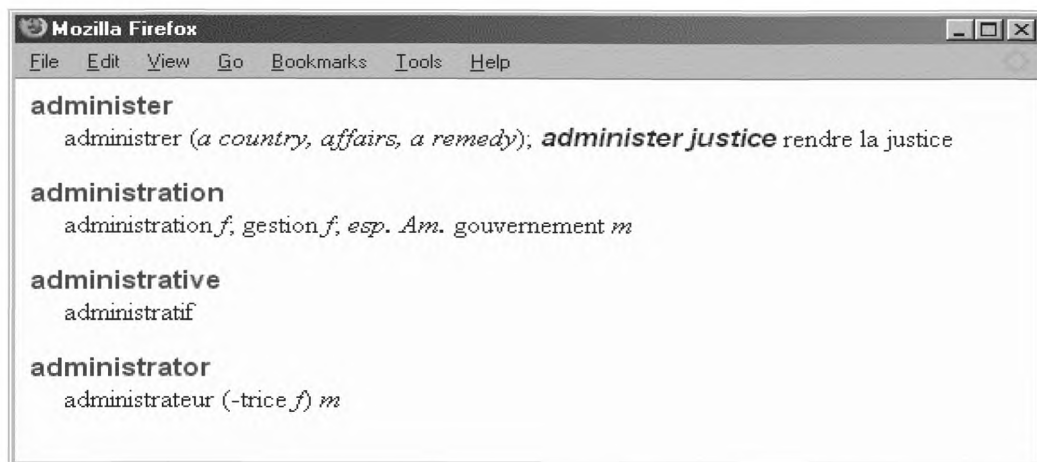 Mozilla Firefox
File Edit View Go Bookmarks Tools Help
administer
administrer (a country, affairs, a remedy); administer justice rendre la justice
administration
administration f; gestion f; esp. Am. gouvernement m
administrative
administratif
administrator
administrateur (-trice f) m